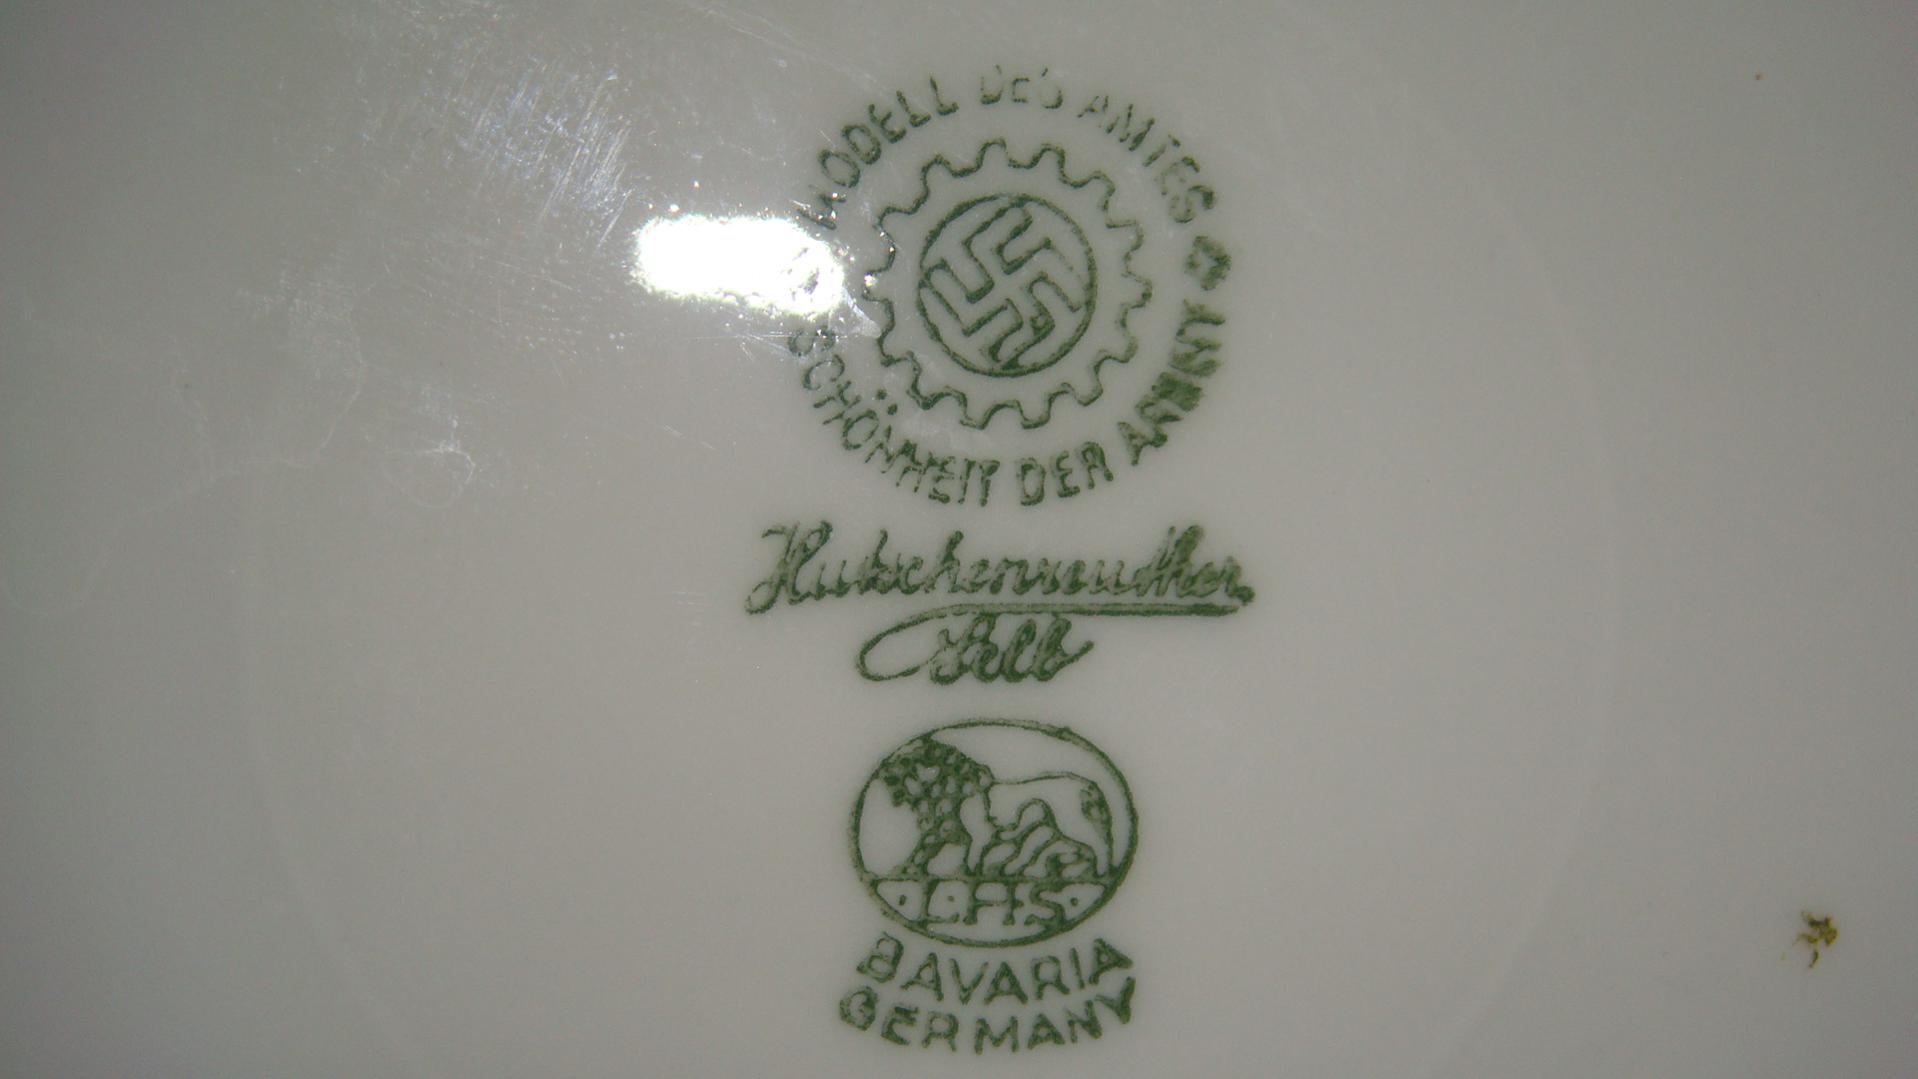 MODELL DES AMTES
SCHÖNHEIT DER ARBEIT
Hutschenreuther
Selb
L·H·S
BAVARIA
GERMANY